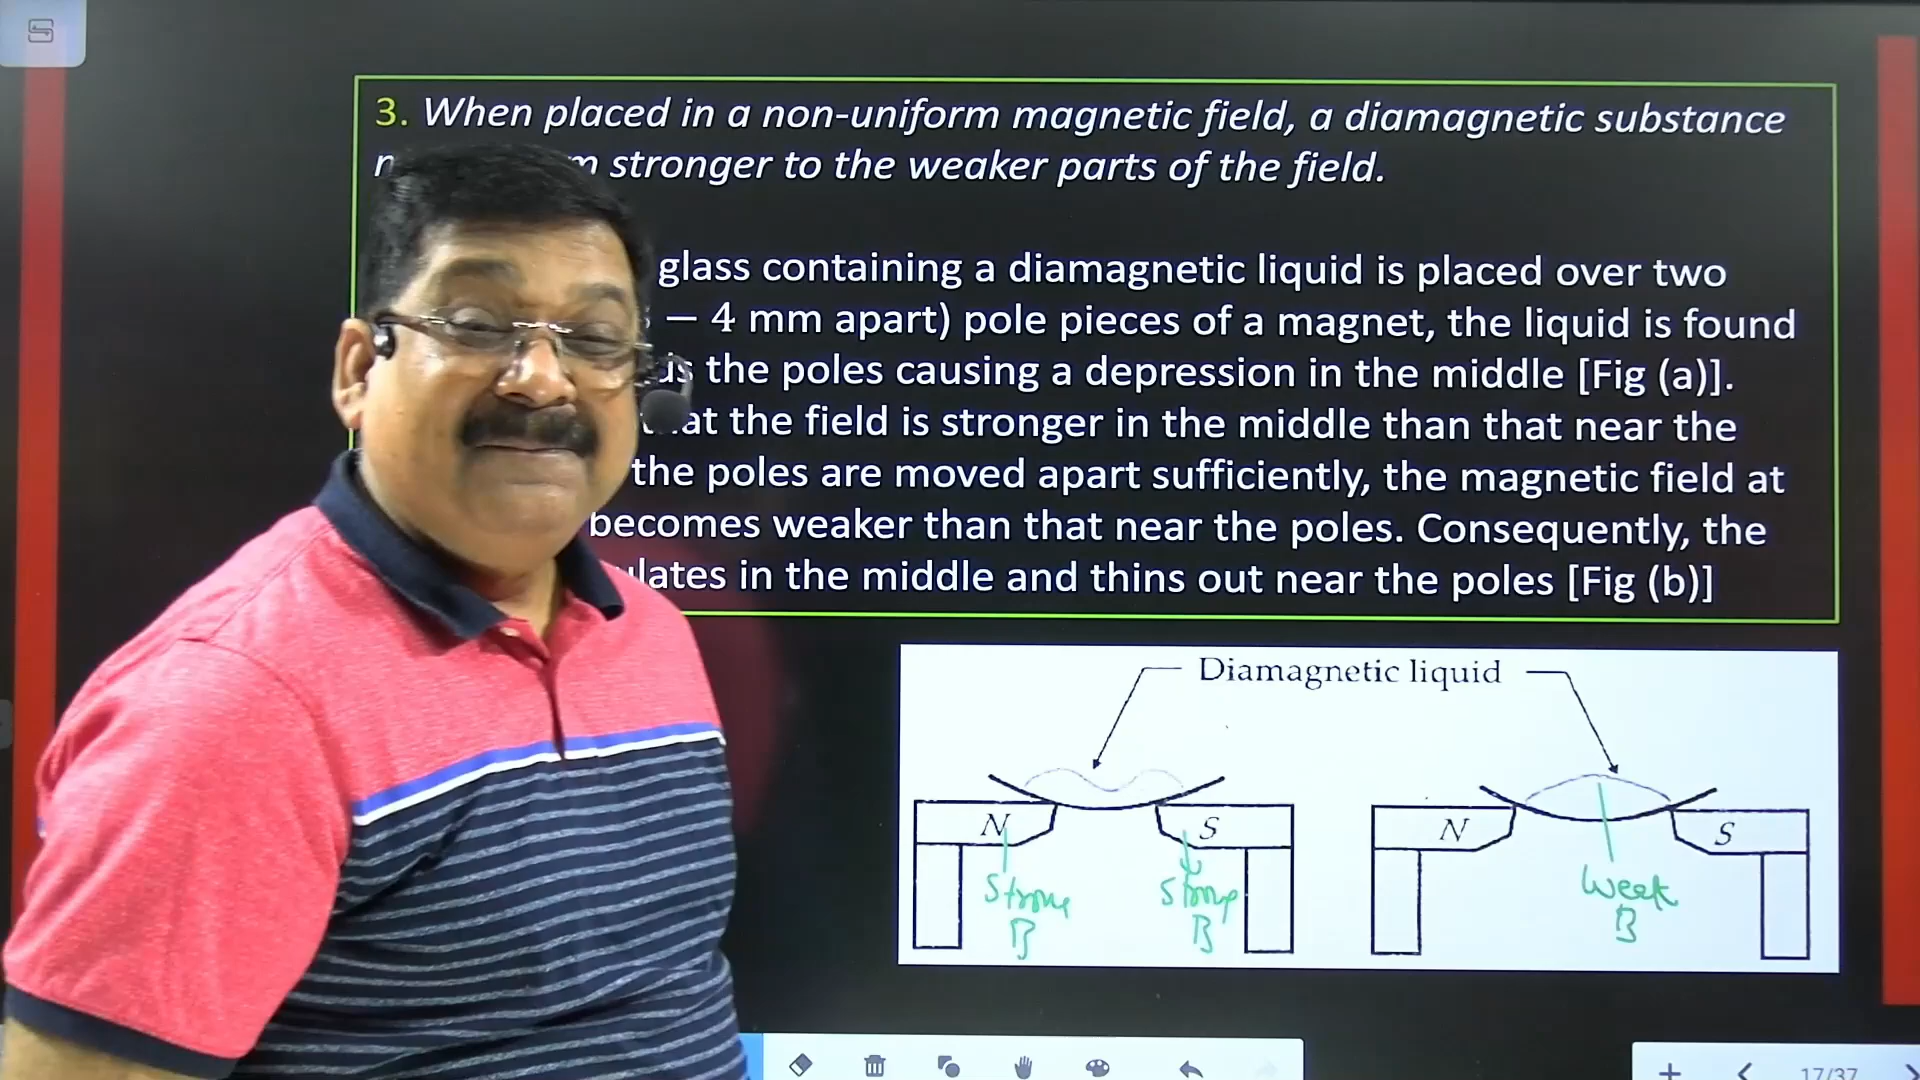 3. When placed in a non-uniform magnetic field, a diamagnetic substance
stronger to the weaker parts of the field.
glass containing a diamagnetic liquid is placed over two
– 4 mm apart) pole pieces of a magnet, the liquid is found
the poles causing a depression in the middle [Fig (a)].
the field is stronger in the middle than that near the
the poles are moved apart sufficiently, the magnetic field at
becomes weaker than that near the poles. Consequently, the
in the middle and thins out near the poles [Fig (b)]
Diamagnetic liquid
N S N S
Strong Strong Week
B B B
17/37